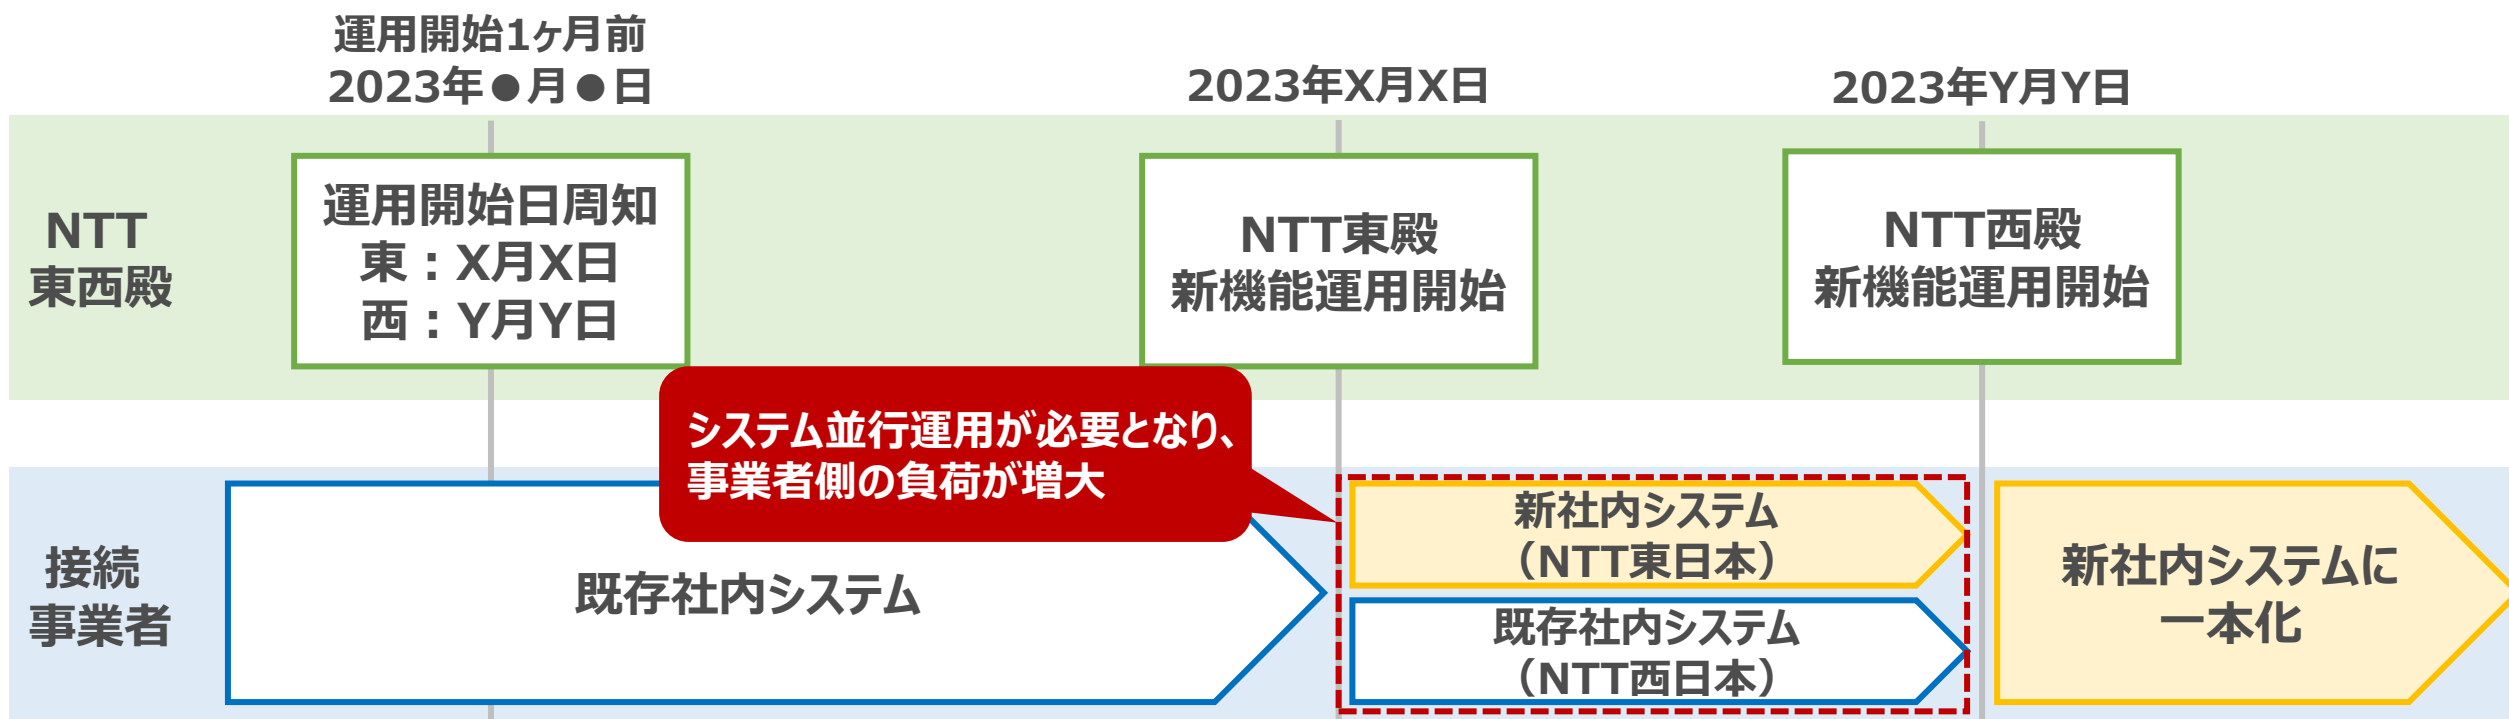 運用開始1ヶ月前
2023年●月●日
2023年X月X日
2023年Y月Y日
NTT
東西殿
運用開始日周知
東：X月X日
西：Y月Y日
NTT東殿
新機能運用開始
NTT西殿
新機能運用開始
システム並行運用が必要となり、
事業者側の負荷が増大
接続
事業者
既存社内システム
新社内システム
（NTT東日本）
既存社内システム
（NTT西日本）
新社内システムに
一本化